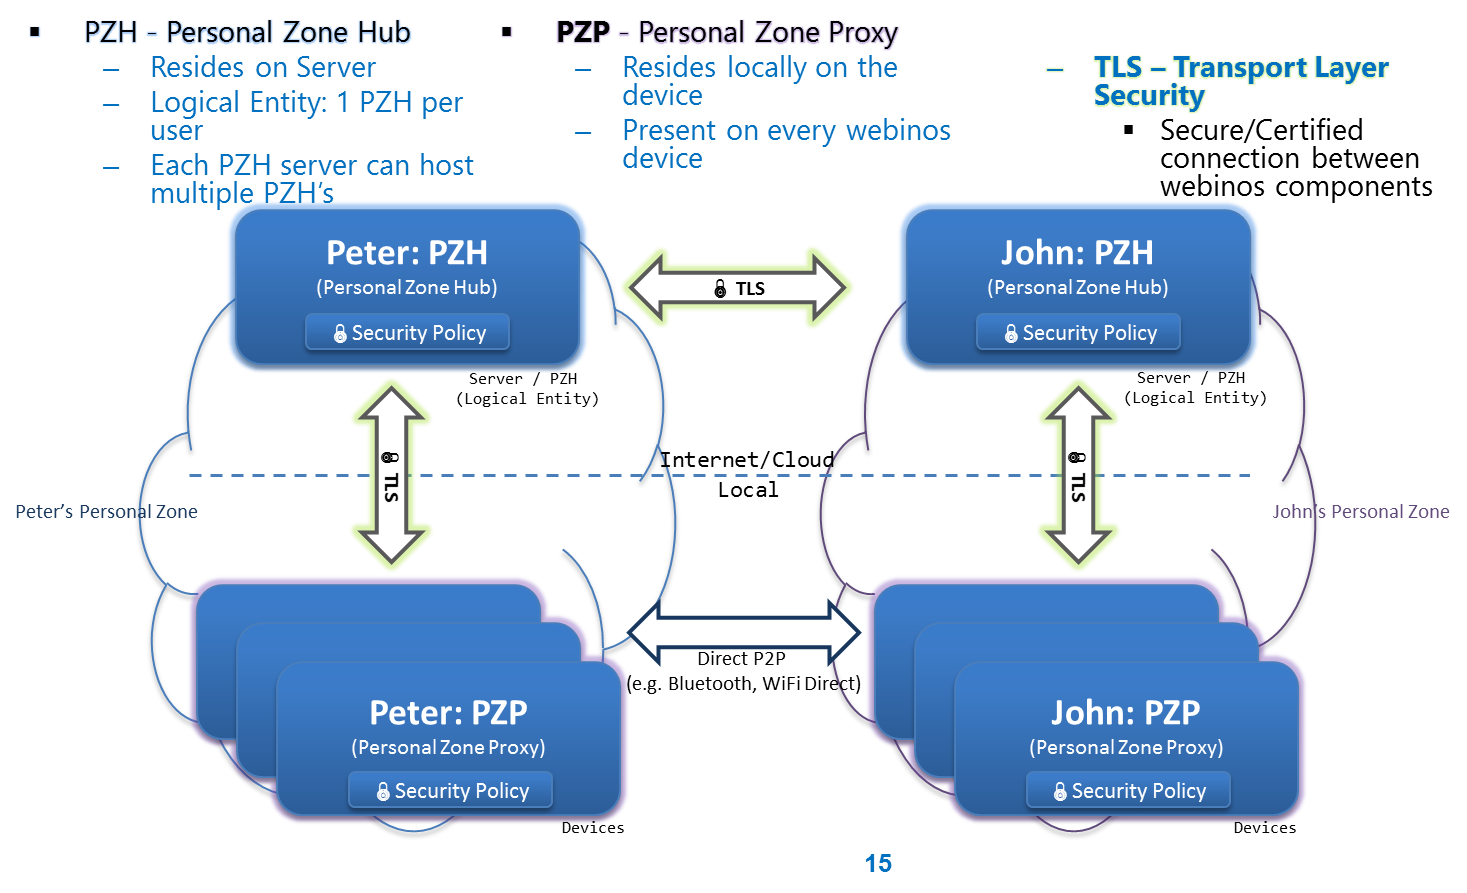 ▪ PZH - Personal Zone Hub
– Resides on Server
– Logical Entity: 1 PZH per
user
– Each PZH server can host
multiple PZH’s
▪ PZP - Personal Zone Proxy
– Resides locally on the
device
– Present on every webinos
device
– TLS – Transport Layer
Security
▪ Secure/Certified
connection between
webinos components
Peter: PZH
(Personal Zone Hub)
Security Policy
TLS
John: PZH
(Personal Zone Hub)
Security Policy
Server / PZH
(Logical Entity)
Server / PZH
(Logical Entity)
TLS
TLS
Internet/Cloud
Local
Peter’s Personal Zone
John’s Personal Zone
Direct P2P
(e.g. Bluetooth, WiFi Direct)
Peter: PZP
(Personal Zone Proxy)
Security Policy
Devices
John: PZP
(Personal Zone Proxy)
Security Policy
Devices
15